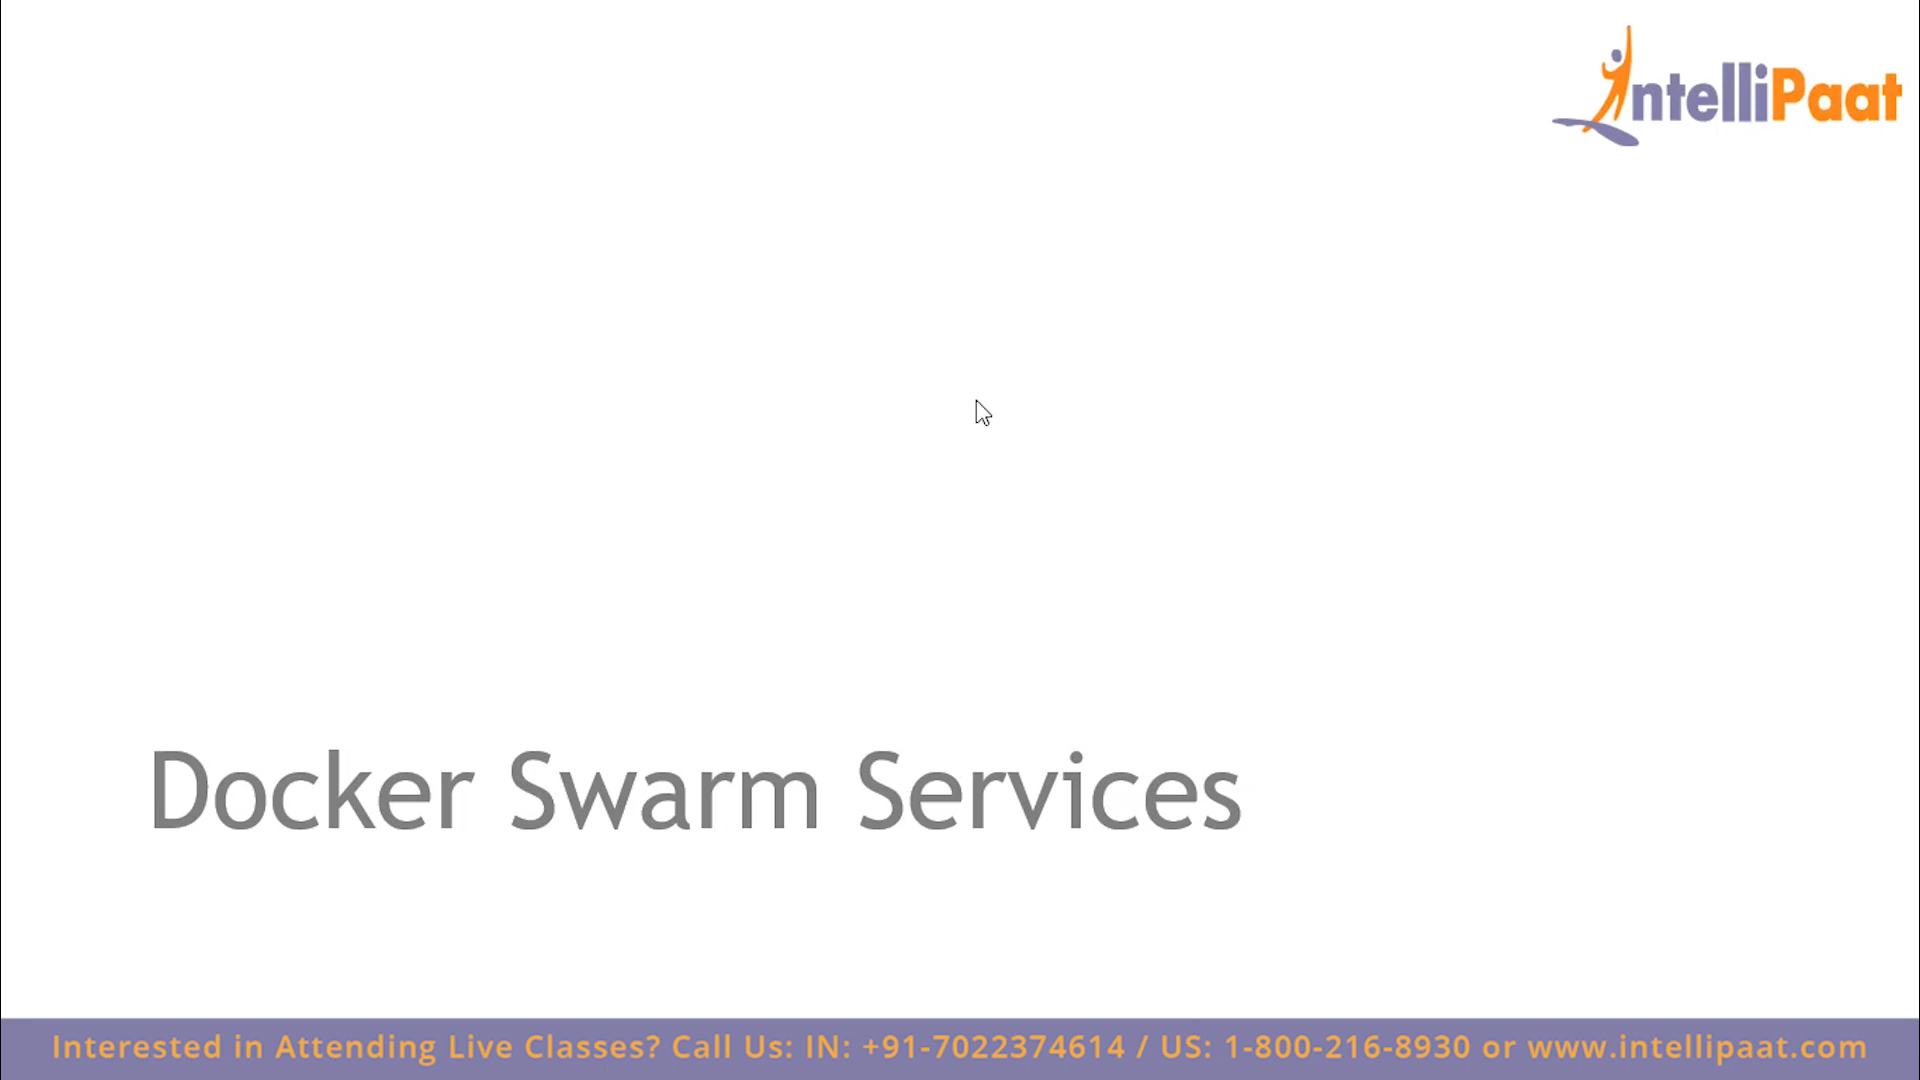 IntelliPaat
Docker Swarm Services
Interested in Attending Live Classes? Call Us: IN: +91-7022374614 / US: 1-800-216-8930 or www.intellipaat.com